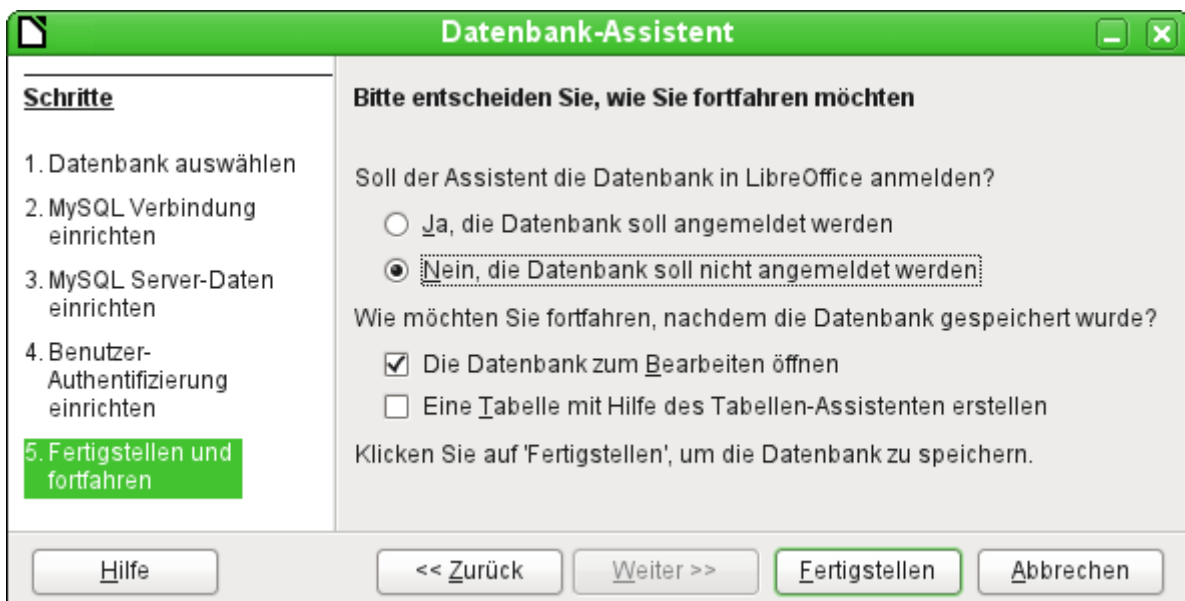 Datenbank-Assistent
Schritte
1. Datenbank auswählen
2. MySQL Verbindung
einrichten
3. MySQL Server-Daten
einrichten
4. Benutzer-
Authentifizierung
einrichten
5. Fertigstellen und
fortfahren
Bitte entscheiden Sie, wie Sie fortfahren möchten
Soll der Assistent die Datenbank in LibreOffice anmelden?
Ja, die Datenbank soll angemeldet werden
Nein, die Datenbank soll nicht angemeldet werden
Wie möchten Sie fortfahren, nachdem die Datenbank gespeichert wurde?
Die Datenbank zum Bearbeiten öffnen
Eine Tabelle mit Hilfe des Tabellen-Assistenten erstellen
Klicken Sie auf 'Fertigstellen', um die Datenbank zu speichern.
Hilfe
<< Zurück
Weiter >>
Fertigstellen
Abbrechen